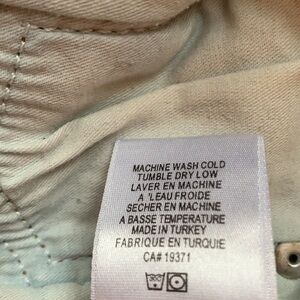 MACHINE WASH COLD
TUMBLE DRY LOW
LAVER EN MACHINE
A 'LEAU FROIDE
SECHER EN MACHINE
A BASSE TEMPERATURE
MADE IN TURKEY
FABRIQUE EN TURQUIE
CA# 19371